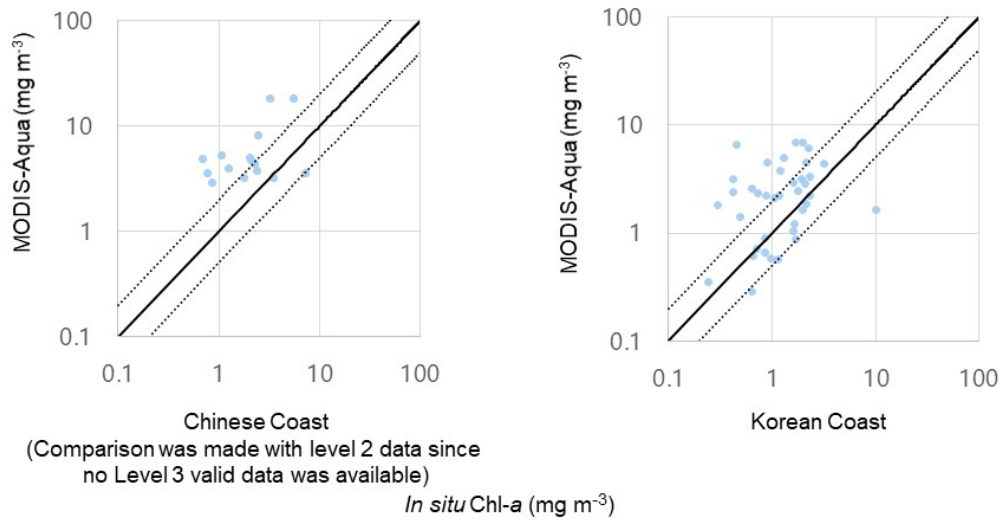 MODIS-Aqua (mg m⁻³)
100
10
1
0.1
0.1 1 10 100
Chinese Coast
(Comparison was made with level 2 data since
no Level 3 valid data was available)
MODIS-Aqua (mg m⁻³)
100
10
1
0.1
0.1 1 10 100
Korean Coast
In situ Chl-a (mg m⁻³)